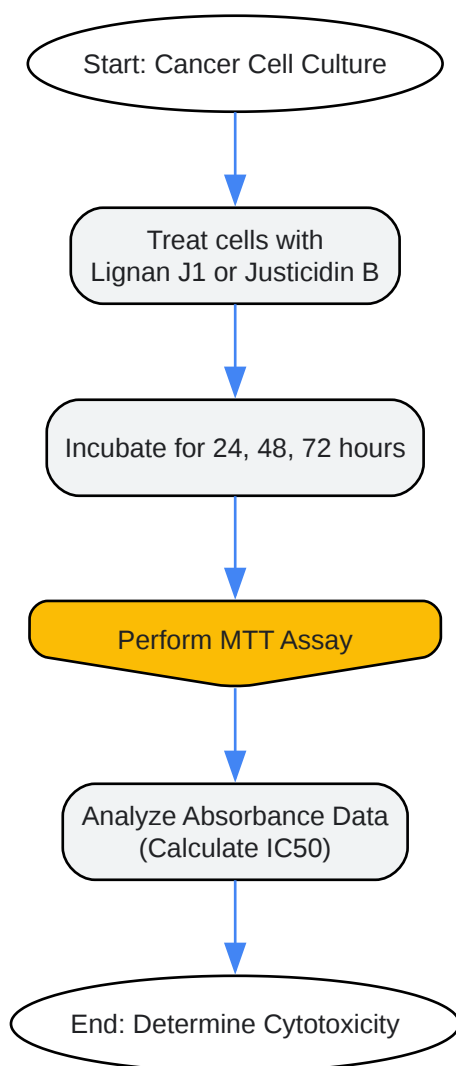 Start: Cancer Cell Culture
Treat cells with
Lignan J1 or Justicidin B
Incubate for 24, 48, 72 hours
Perform MTT Assay
Analyze Absorbance Data
(Calculate IC50)
End: Determine Cytotoxicity